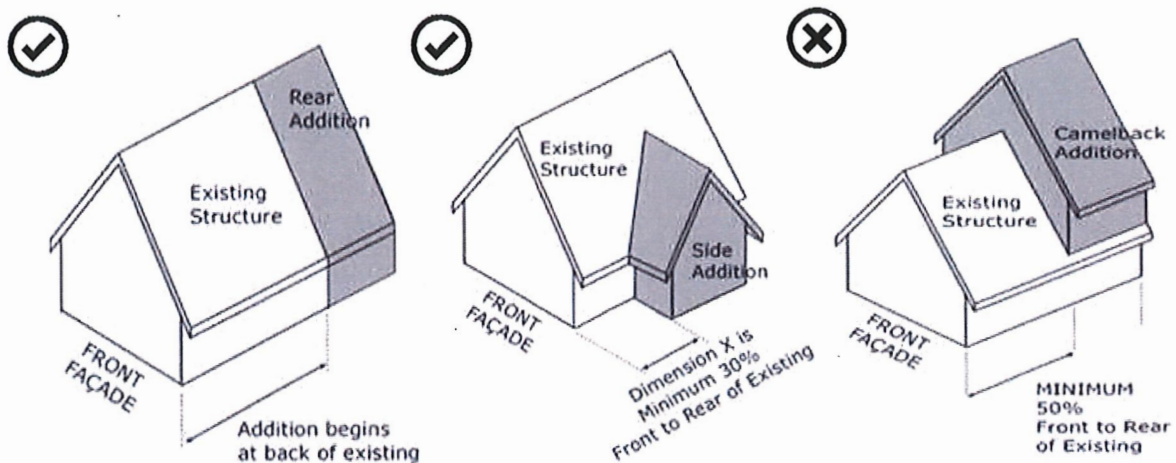 Rear
Addition
Existing
Structure
FRONT
FAÇADE
Addition begins
at back of existing
Existing
Structure
Side
Addition
FRONT
FAÇADE
Dimension X is
Minimum 30%
Front to Rear of Existing
Camelback
Addition
Existing
Structure
FRONT
FAÇADE
MINIMUM
50%
Front to Rear
of Existing